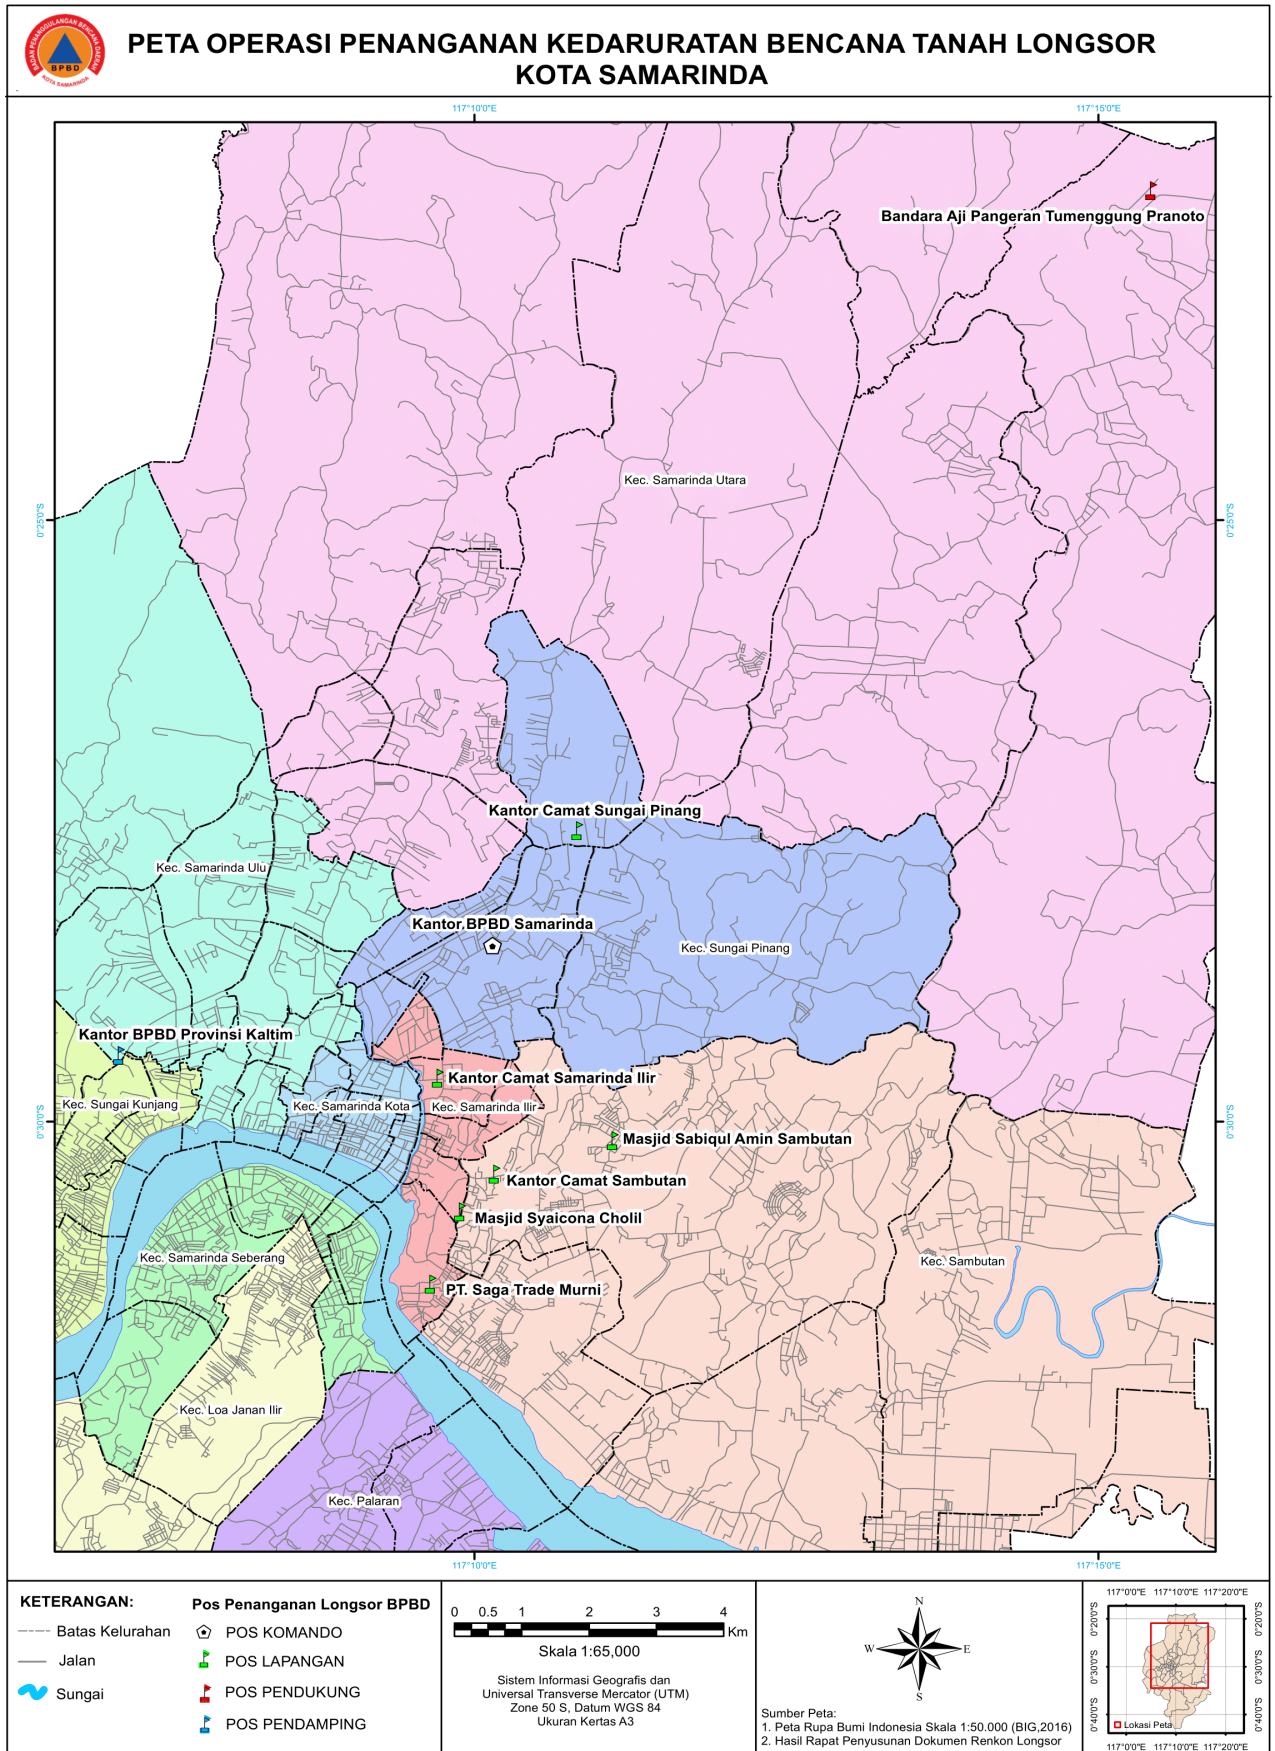 BADAN PENANGGULANGAN BENCANA DAERAH
BPBD
KOTA SAMARINDA
PETA OPERASI PENANGANAN KEDARURATAN BENCANA TANAH LONGSOR
KOTA SAMARINDA
117°10'0"E
117°15'0"E
Bandara Aji Pangeran Tumenggung Pranoto
Kec. Samarinda Utara
0°25'0"S
0°25'0"S
Kantor Camat Sungai Pinang
Kec. Samarinda Ulu
Kantor BPBD Samarinda
Kec. Sungai Pinang
Kantor BPBD Provinsi Kaltim
Kantor Camat Samarinda Ilir
Kec. Sungai Kunjang
Kec. Samarinda Kota
Kec. Samarinda Ilir
0°30'0"S
0°30'0"S
Masjid Sabiqul Amin Sambutan
Kantor Camat Sambutan
Masjid Syaicona Cholil
Kec. Samarinda Seberang
Kec. Sambutan
PT. Saga Trade Murni
Kec. Loa Janan Ilir
Kec. Palaran
117°10'0"E
117°15'0"E
KETERANGAN:
Batas Kelurahan
Jalan
Sungai
Pos Penanganan Longsor BPBD
POS KOMANDO
POS LAPANGAN
POS PENDUKUNG
POS PENDAMPING
0 0.5 1 2 3 4
Km
Skala 1:65,000
Sistem Informasi Geografis dan
Universal Transverse Mercator (UTM)
Zone 50 S, Datum WGS 84
Ukuran Kertas A3
N
W E
S
Sumber Peta:
1. Peta Rupa Bumi Indonesia Skala 1:50.000 (BIG,2016)
2. Hasil Rapat Penyusunan Dokumen Renkon Longsor
117°0'0"E 117°10'0"E 117°20'0"E
0°20'0"S
0°20'0"S
0°30'0"S
0°30'0"S
0°40'0"S
0°40'0"S
Lokasi Peta
117°0'0"E 117°10'0"E 117°20'0"E